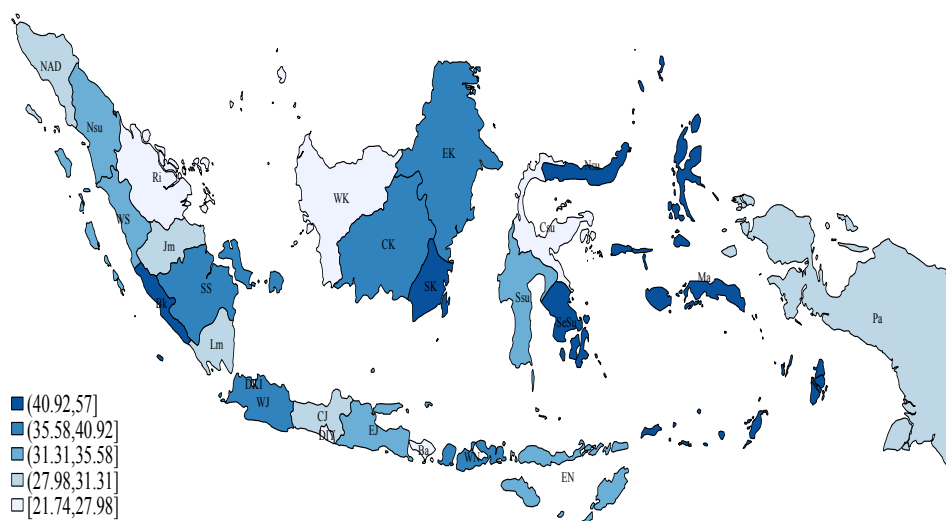 NAD
Nsu
Nsu
EK
Ri
WK
WS
Csu
Jm
CK
Ma
SS
SK
Bk
Ssu
SeSu
Pa
Lm
DKI
WJ
CJ
DIY
EJ
Ba
WN
EN
(40.92,57]
(35.58,40.92]
(31.31,35.58]
(27.98,31.31]
[21.74,27.98]